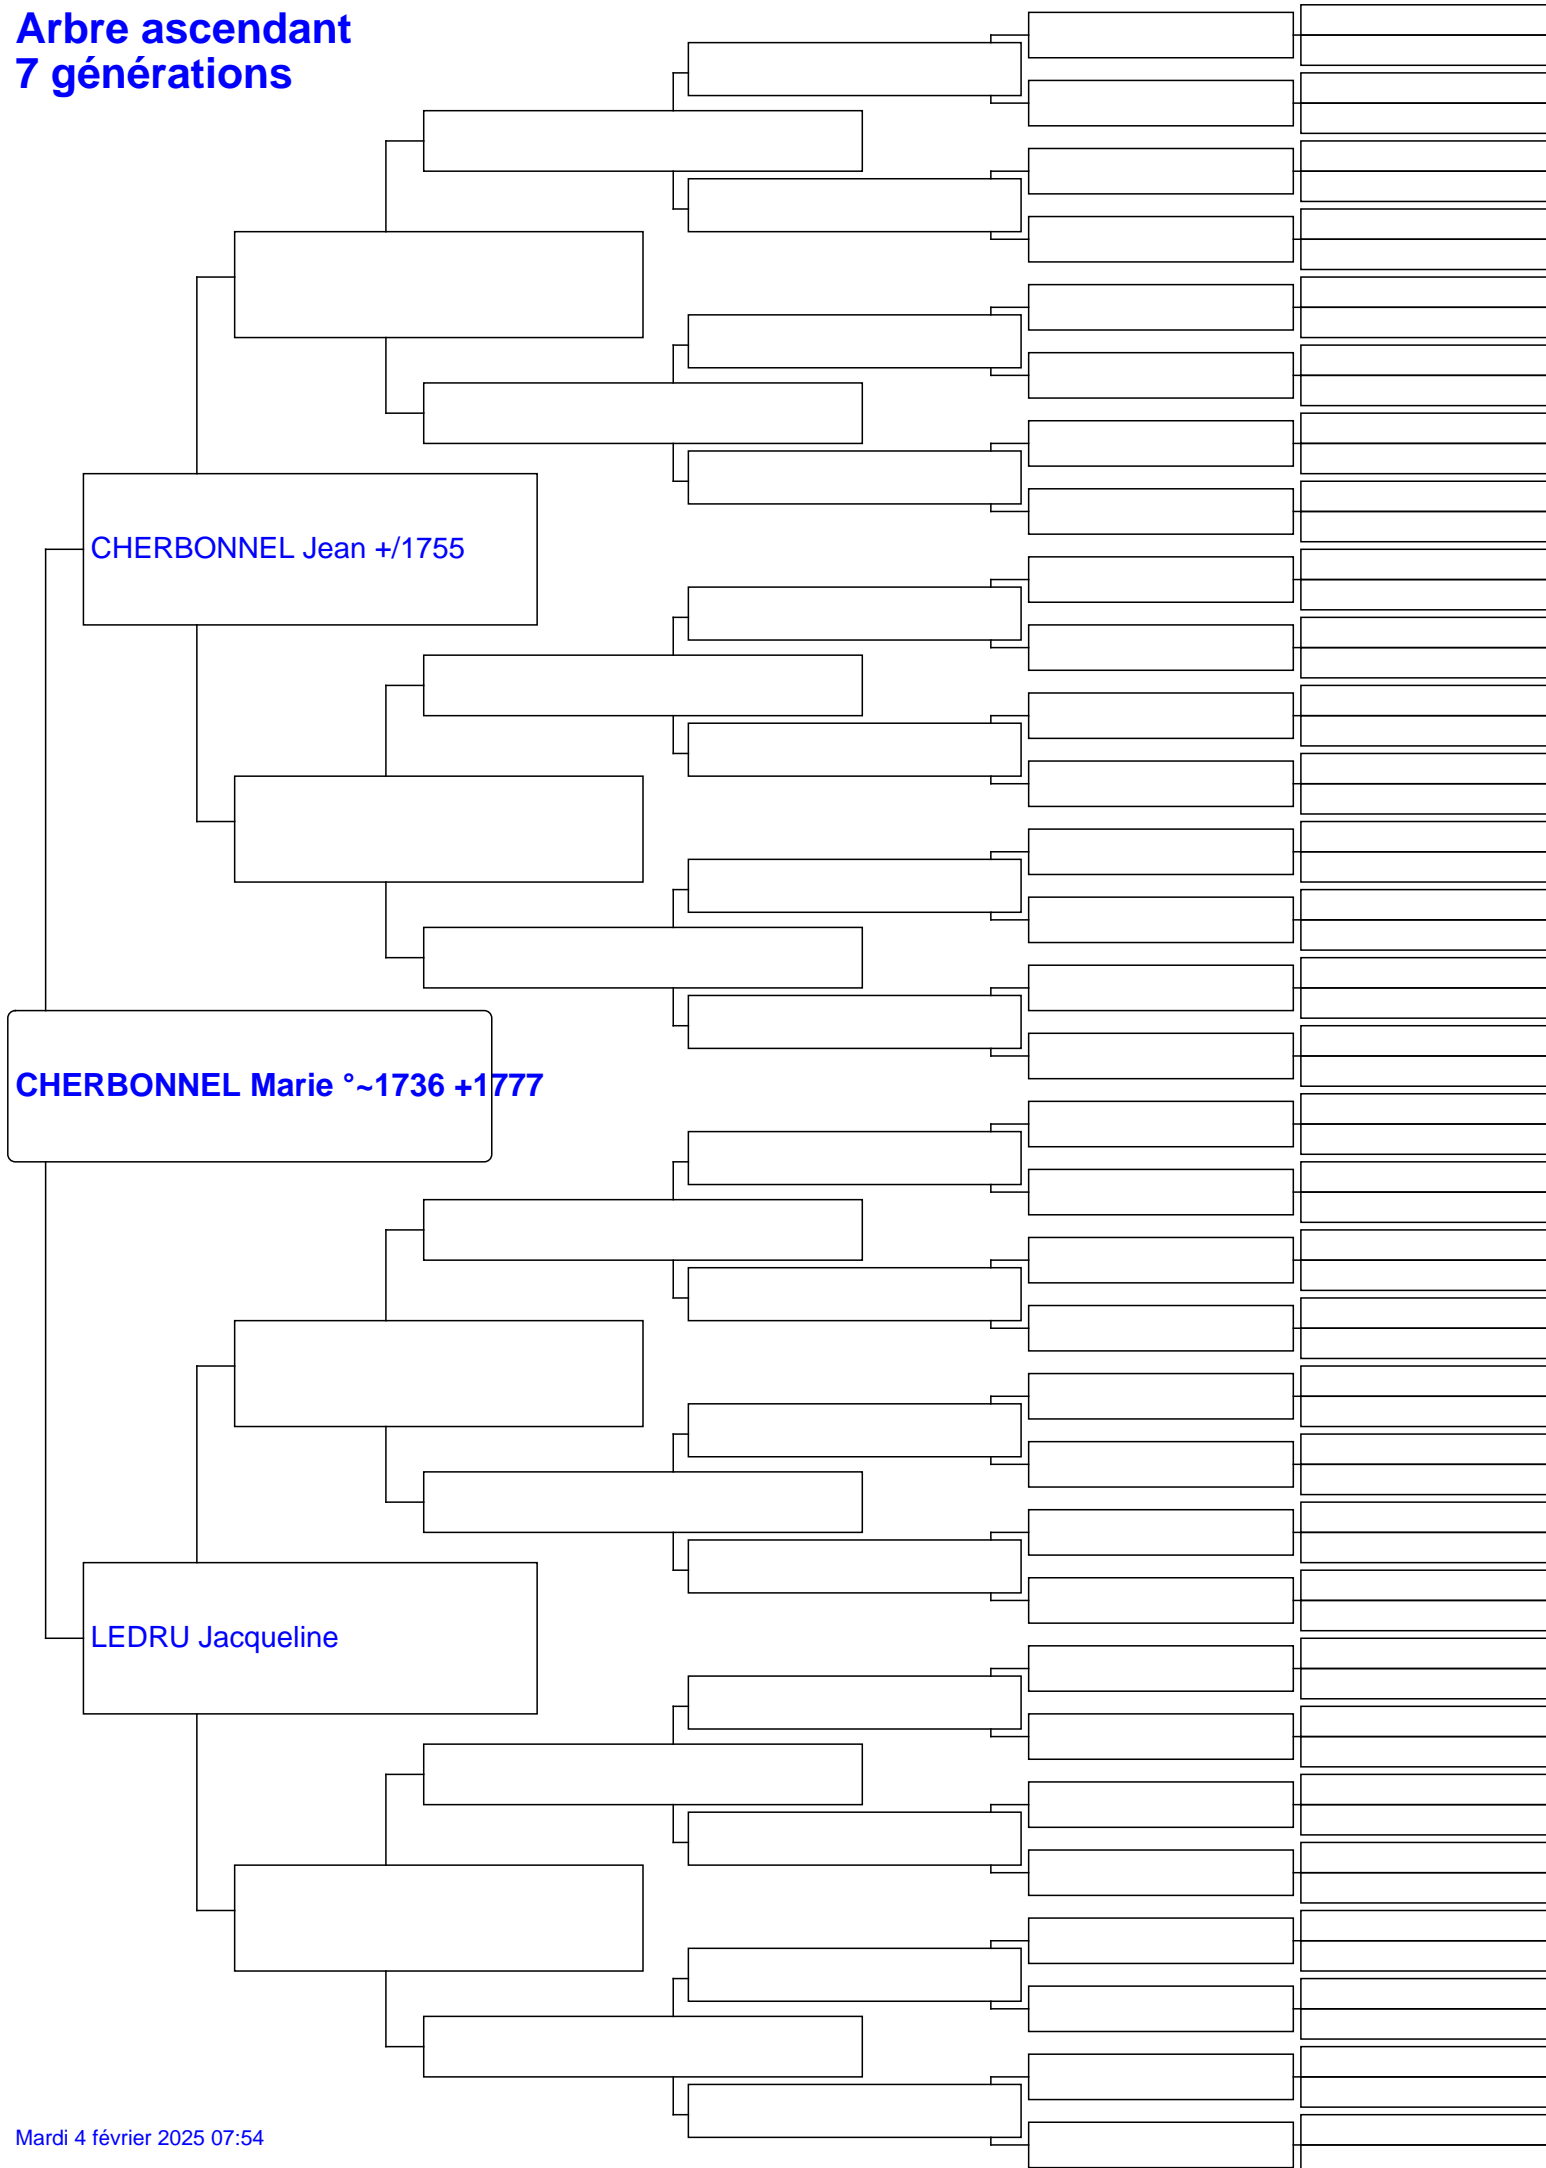 Arbre ascendant
7 générations
CHERBONNEL Jean +/1755
CHERBONNEL Marie °~1736 +1777
LEDRU Jacqueline
Mardi 4 février 2025 07:54